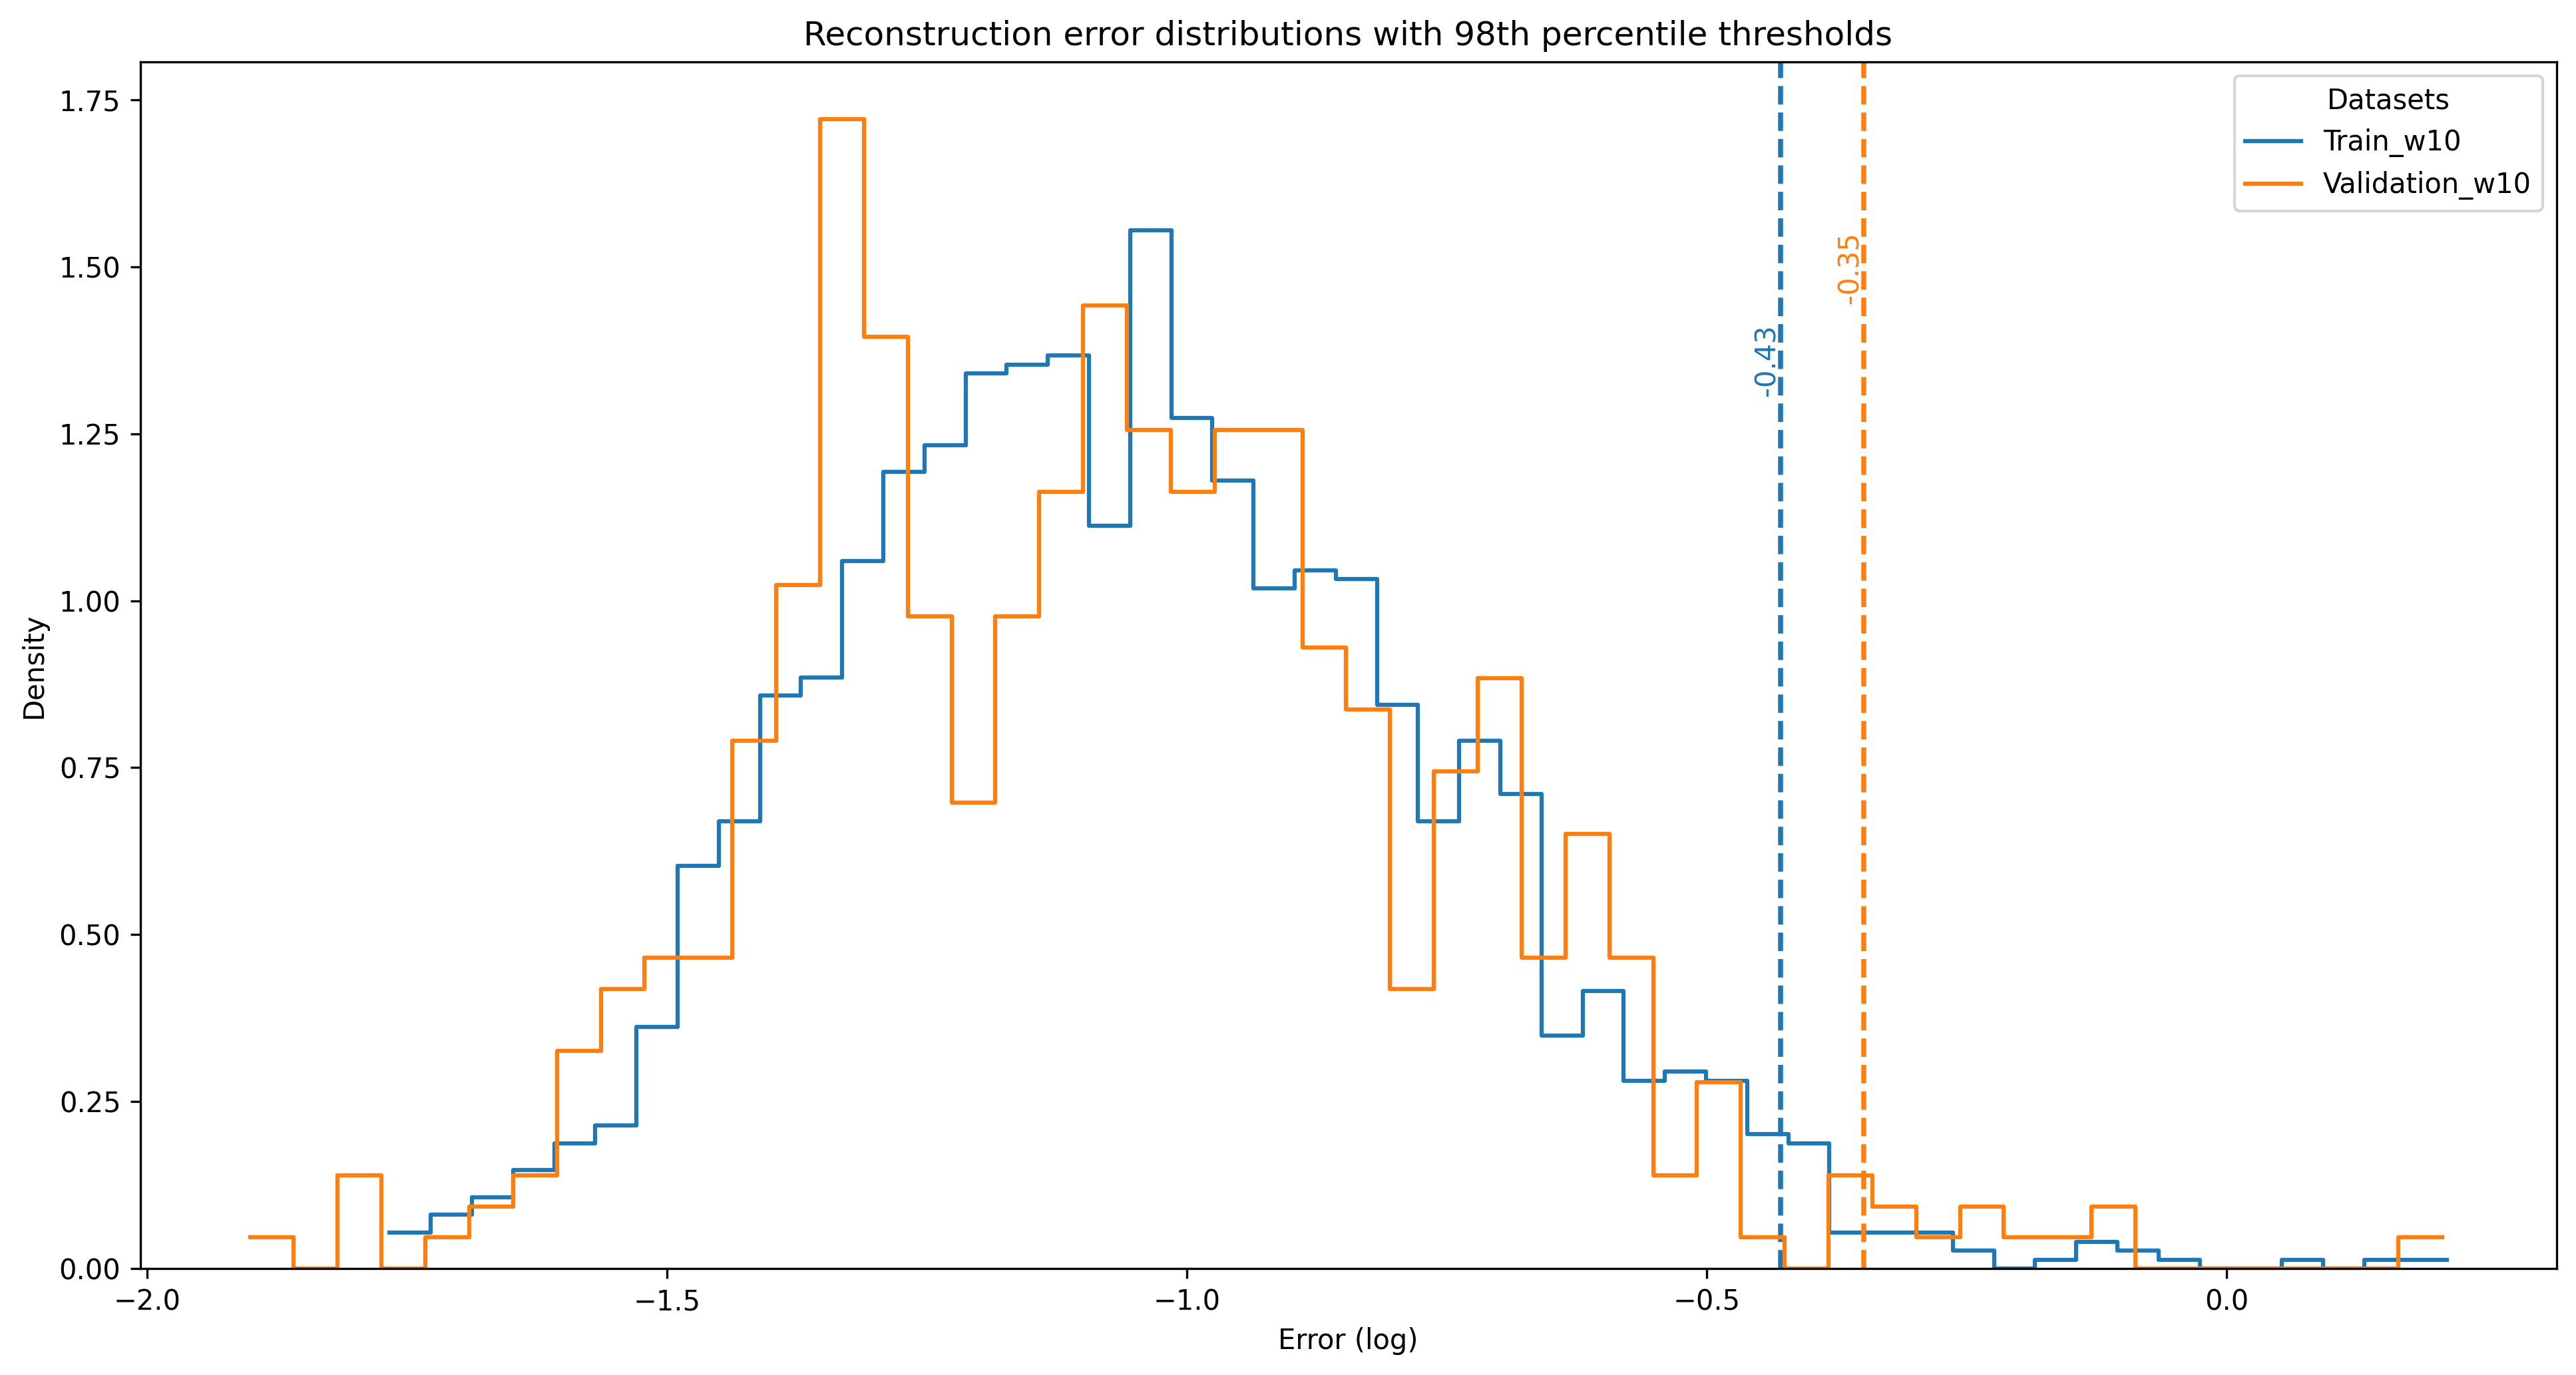 Reconstruction error distributions with 98th percentile thresholds
Datasets
Train_w10
Validation_w10
-0.35
-0.43
1.75
1.50
1.25
1.00
0.75
0.50
0.25
0.00
Density
−2.0
−1.5
−1.0
−0.5
0.0
Error (log)